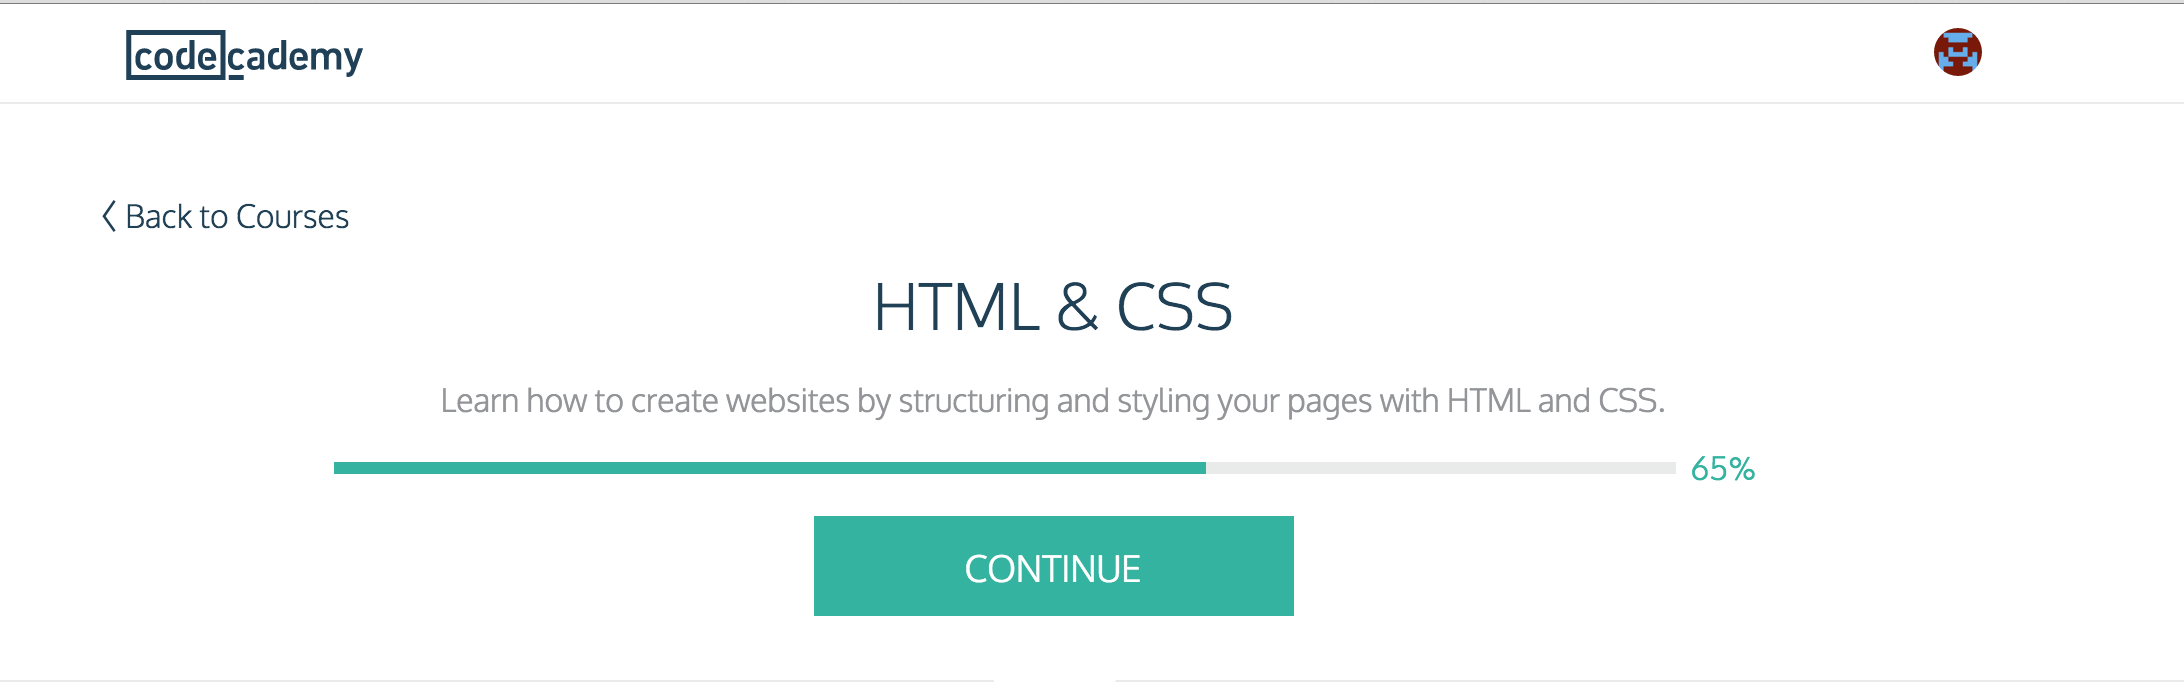 codecademy
Back to Courses
HTML & CSS
Learn how to create websites by structuring and styling your pages with HTML and CSS.
65%
CONTINUE